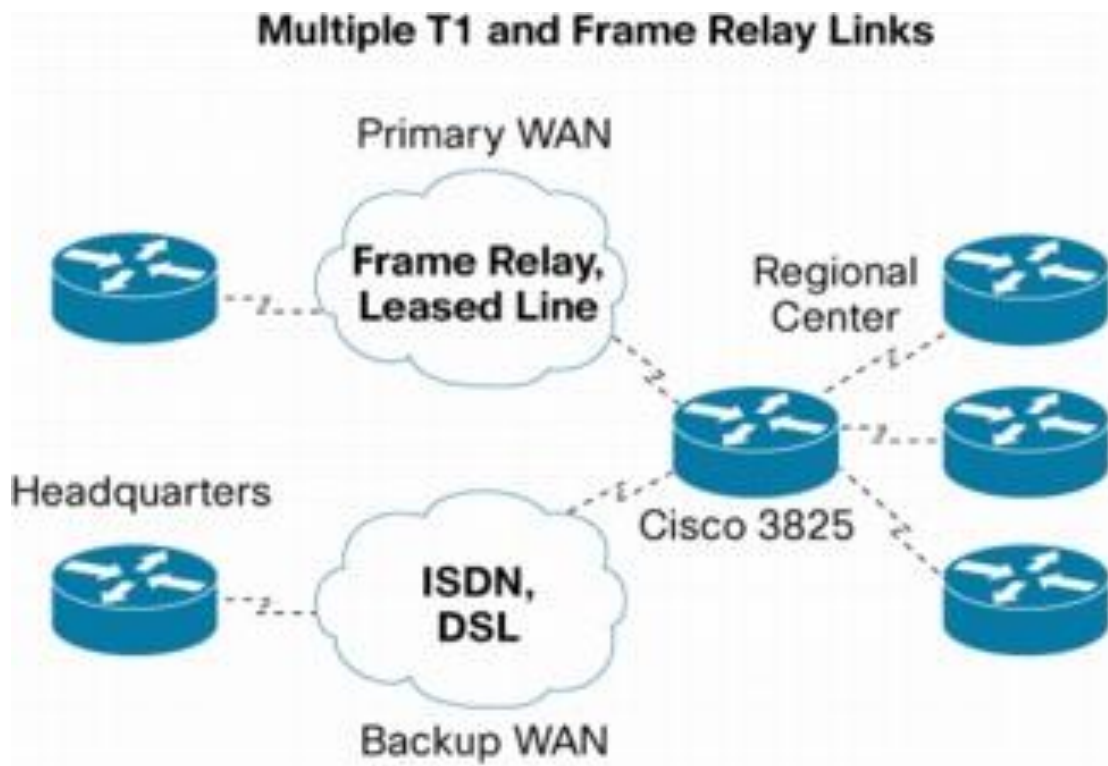 Multiple T1 and Frame Relay Links
Primary WAN
Frame Relay,
Leased Line
Regional
Center
Headquarters
Cisco 3825
ISDN,
DSL
Backup WAN